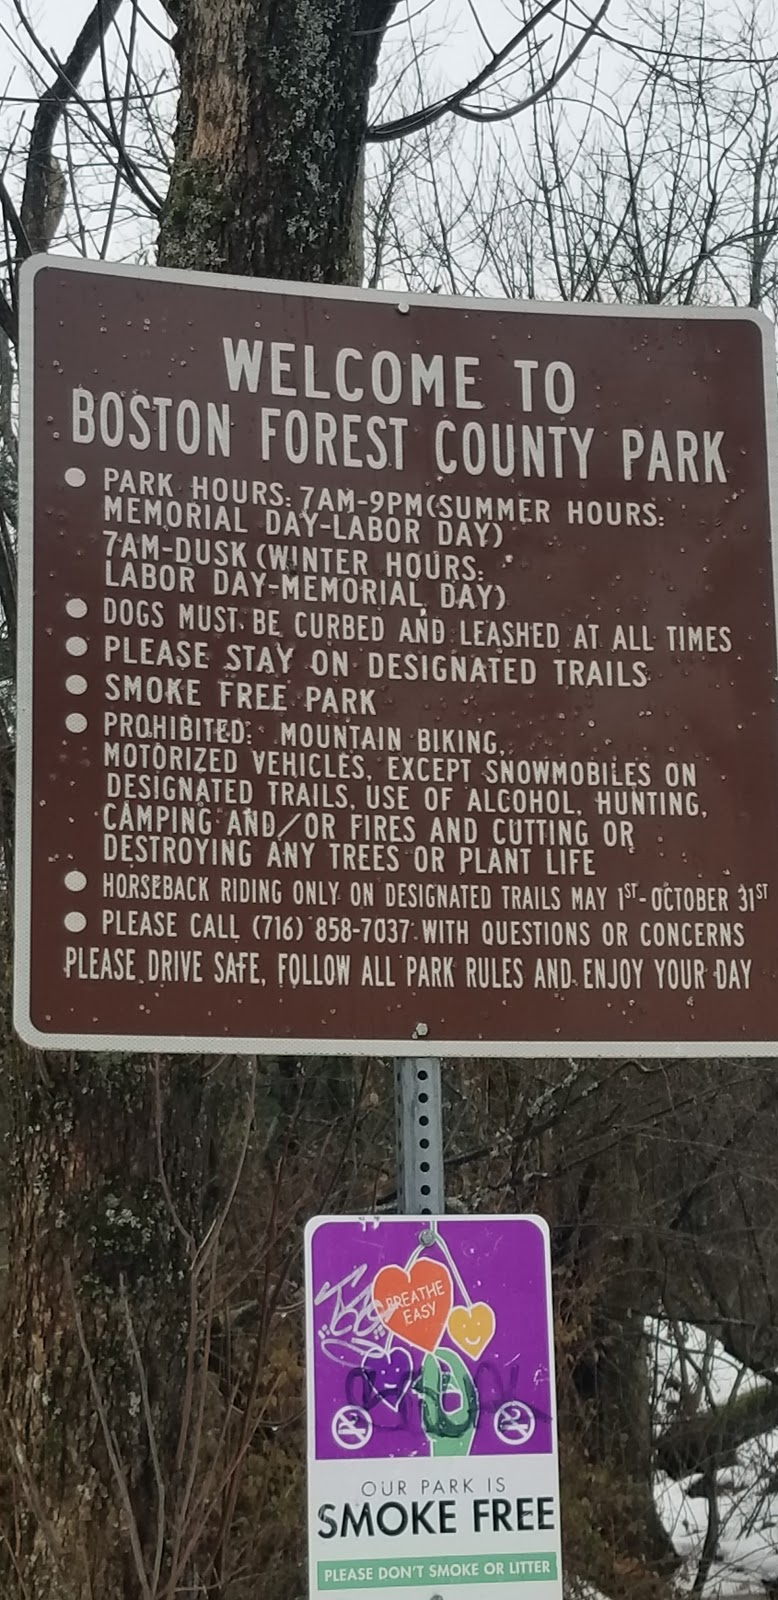 WELCOME TO
BOSTON FOREST COUNTY PARK
PARK HOURS: 7AM-9PM(SUMMER HOURS:
MEMORIAL DAY-LABOR DAY)
7AM-DUSK (WINTER HOURS:
LABOR DAY-MEMORIAL DAY)
DOGS MUST BE CURBED AND LEASHED AT ALL TIMES
PLEASE STAY ON DESIGNATED TRAILS
SMOKE FREE PARK
PROHIBITED: MOUNTAIN BIKING,
MOTORIZED VEHICLES, EXCEPT SNOWMOBILES ON
DESIGNATED TRAILS, USE OF ALCOHOL, HUNTING,
CAMPING AND/OR FIRES AND CUTTING OR
DESTROYING ANY TREES OR PLANT LIFE
HORSEBACK RIDING ONLY ON DESIGNATED TRAILS MAY 1ST-OCTOBER 31ST
PLEASE CALL (716) 858-7037 WITH QUESTIONS OR CONCERNS
PLEASE DRIVE SAFE, FOLLOW ALL PARK RULES AND ENJOY YOUR DAY
BREATHE
EASY
OUR PARK IS
SMOKE FREE
PLEASE DON'T SMOKE OR LITTER